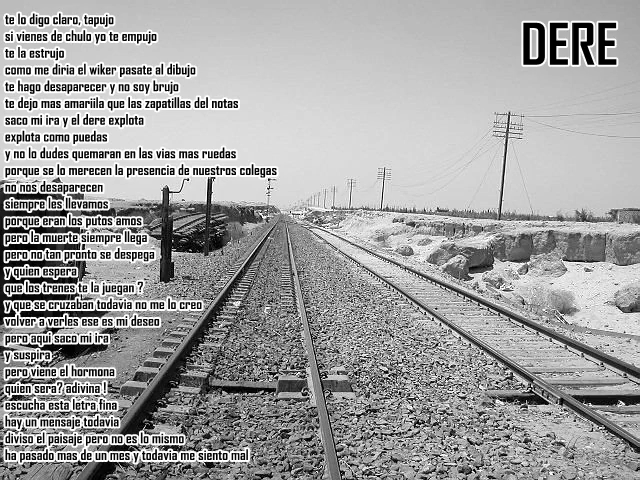 te lo digo claro, tapujo
si vienes de chulo yo te empujo
te la estrujo
como me diria el wiker pasate al dibujo
te hago desaparecer y no soy brujo
te dejo mas amariila que las zapatillas del notas
saco mi ira y el dere explota
explota como puedas
y no lo dudes quemaran en las vias mas ruedas
porque se lo merecen la presencia de nuestros colegas
no nos desaparecen
siempre les llevamos
porque eran los putos amos
pero la muerte siempre llega
pero no tan pronto se despega
y quien espera
que los trenes te la juegan ?
y que se cruzaban todavia no me lo creo
volver a verles ese es mi deseo
pero aqui saco mi ira
y suspira
pero viene el hormona
quien sera? adivina !
escucha esta letra fina
hay un mensaje todavia
diviso el paisaje pero no es lo mismo
ha pasado mas de un mes y todavia me siento mal
DERE